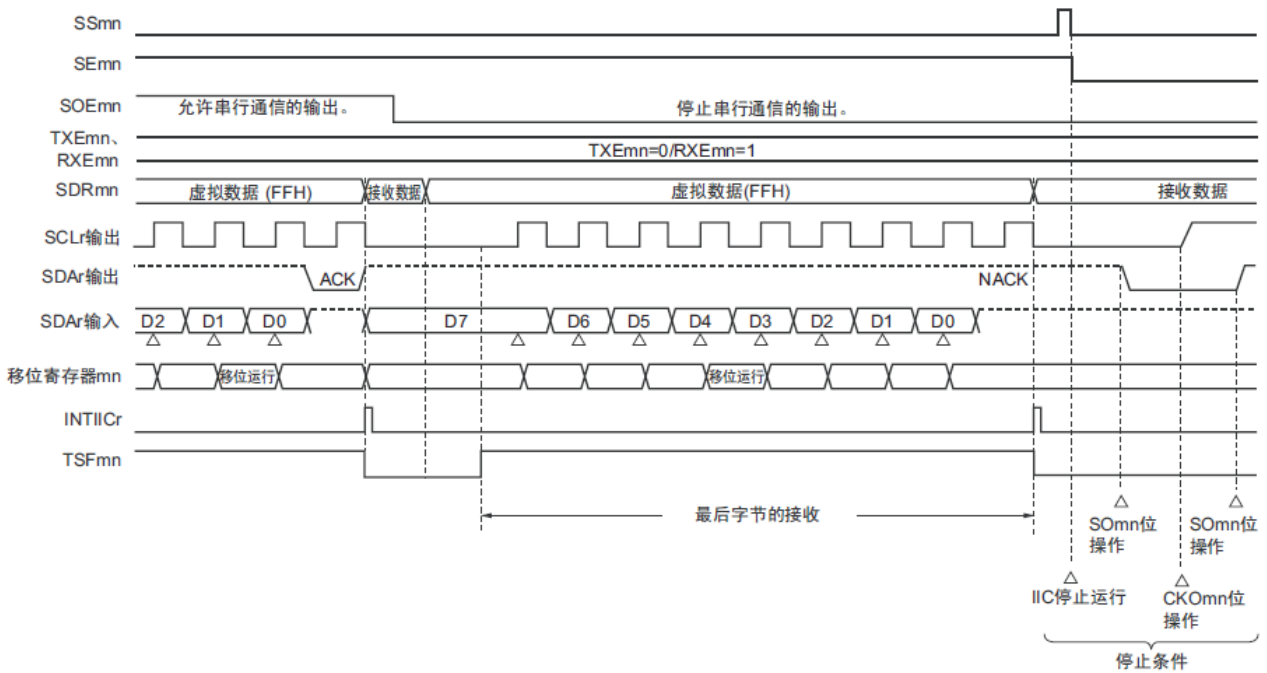 SSmn
SEmn
SOEmn 允许串行通信的输出。 停止串行通信的输出。
TXEmn、
RXEmn TXEmn=0/RXEmn=1
SDRmn 虚拟数据 (FFH) 接收数据 虚拟数据(FFH) 接收数据
SCLr输出
SDAr输出 ACK NACK
SDAr输入 D2 D1 D0 D7 D6 D5 D4 D3 D2 D1 D0
移位寄存器mn 移位运行 移位运行
INTIICr
TSFmn
最后字节的接收
SOmn位 SOmn位
操作 操作
IIC停止运行 CKOmn位
操作
停止条件